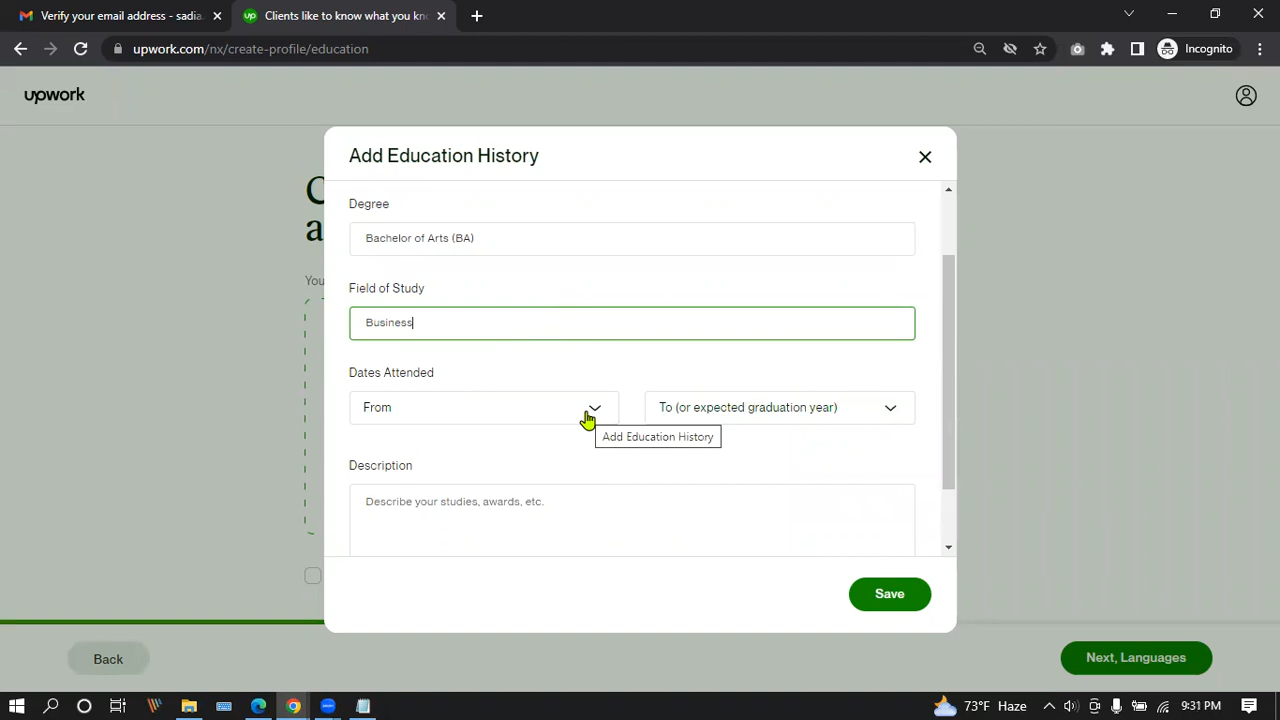 Verify your email address - sadia
Clients like to know what you kno
upwork.com/nx/create-profile/education
Incognito
upwork
Add Education History
Degree
Bachelor of Arts (BA)
Field of Study
Business
Dates Attended
From
To (or expected graduation year)
Add Education History
Description
Describe your studies, awards, etc.
You
Save
Back
Next, Languages
73°F Haze
9:31 PM